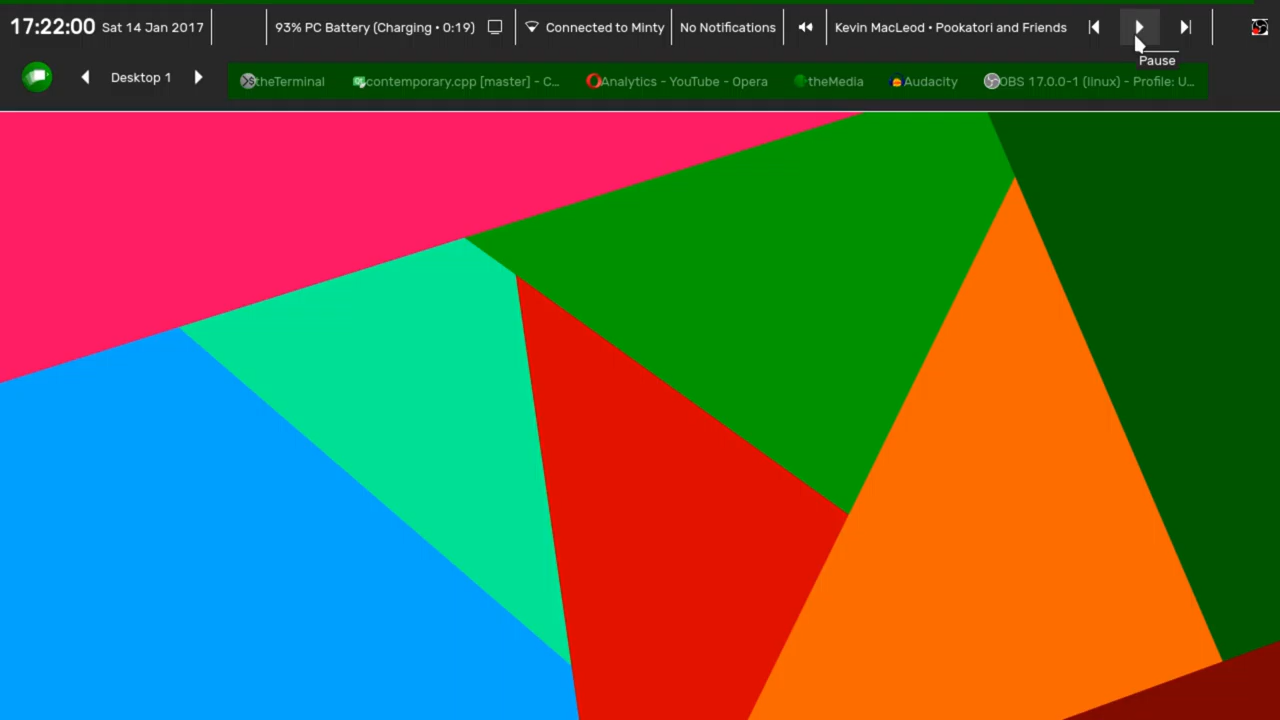 17:22:00 Sat 14 Jan 2017 93% PC Battery (Charging • 0:19) Connected to Minty No Notifications Kevin MacLeod • Pookatori and Friends
Pause
Desktop 1 theTerminal contemporary.cpp [master] - C... Analytics - YouTube - Opera theMedia Audacity OBS 17.0.0-1 (linux) - Profile: U...